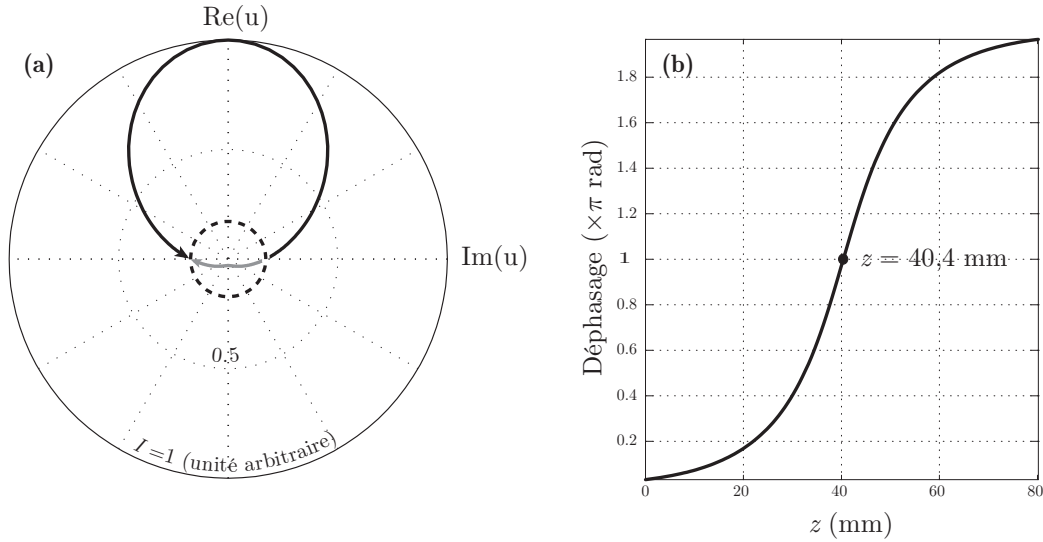 Re(u)
(a)
Im(u)
0.5
I =1 (unité arbitraire)
(b)
Déphasage (×π rad)
1.8
1.6
1.4
1.2
1
0.8
0.6
0.4
0.2
z = 40,4 mm
0 20 40 60 80
z (mm)